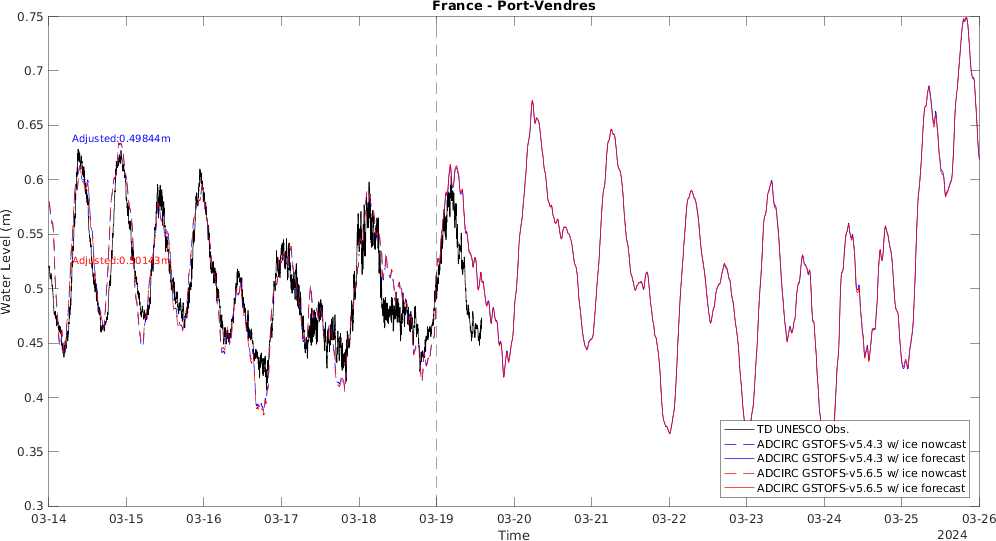 France - Port-Vendres
Water Level (m)
0.75
0.7
0.65
0.6
0.55
0.5
0.45
0.4
0.35
0.3
Adjusted:0.49844m
Adjusted:0.50143m
TD UNESCO Obs.
ADCIRC GSTOFS-v5.4.3 w/ ice nowcast
ADCIRC GSTOFS-v5.4.3 w/ ice forecast
ADCIRC GSTOFS-v5.6.5 w/ ice nowcast
ADCIRC GSTOFS-v5.6.5 w/ ice forecast
03-14 03-15 03-16 03-17 03-18 03-19 03-20 03-21 03-22 03-23 03-24 03-25 03-26
Time
2024